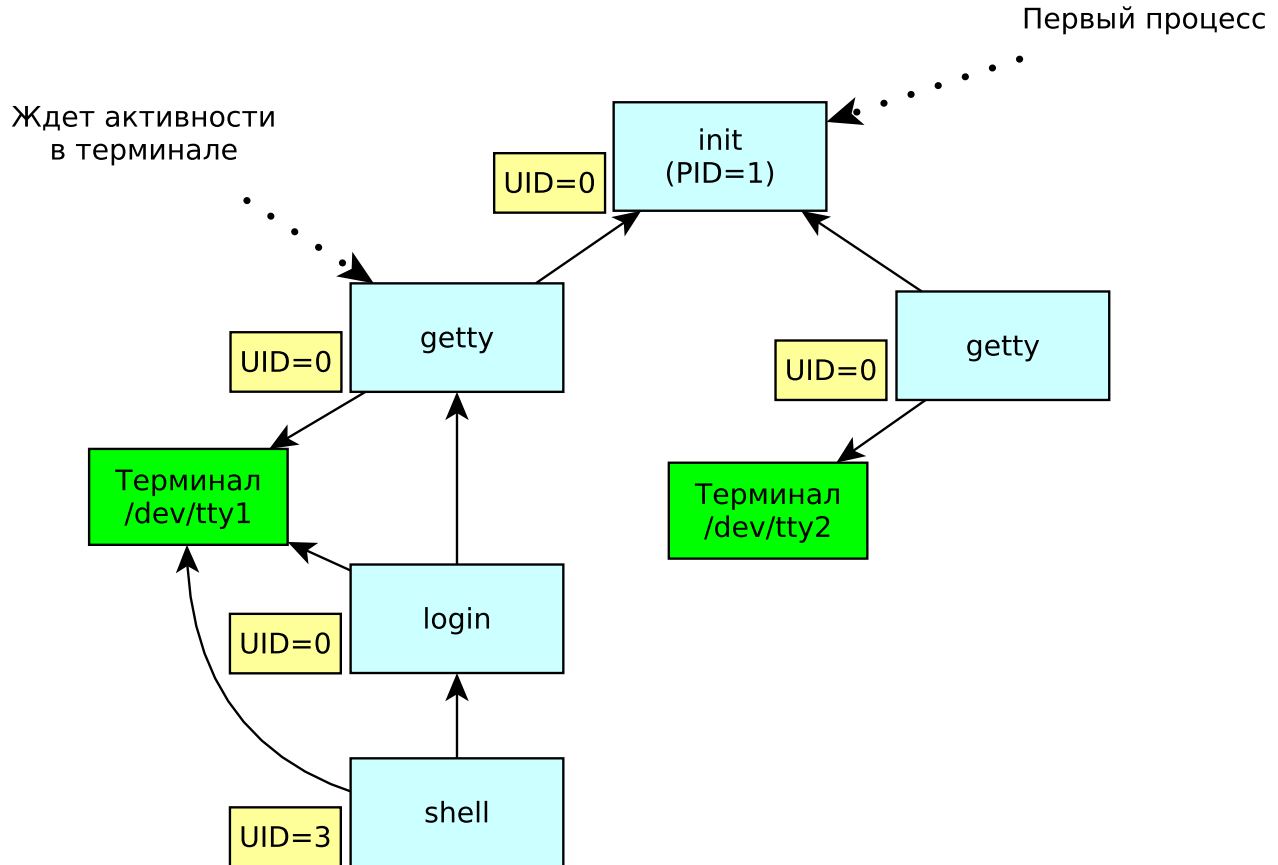 Первый процесс
Ждет активности
в терминале
init
(PID=1)
UID=0
getty
UID=0
getty
UID=0
Терминал
/dev/tty1
Терминал
/dev/tty2
login
UID=0
shell
UID=3